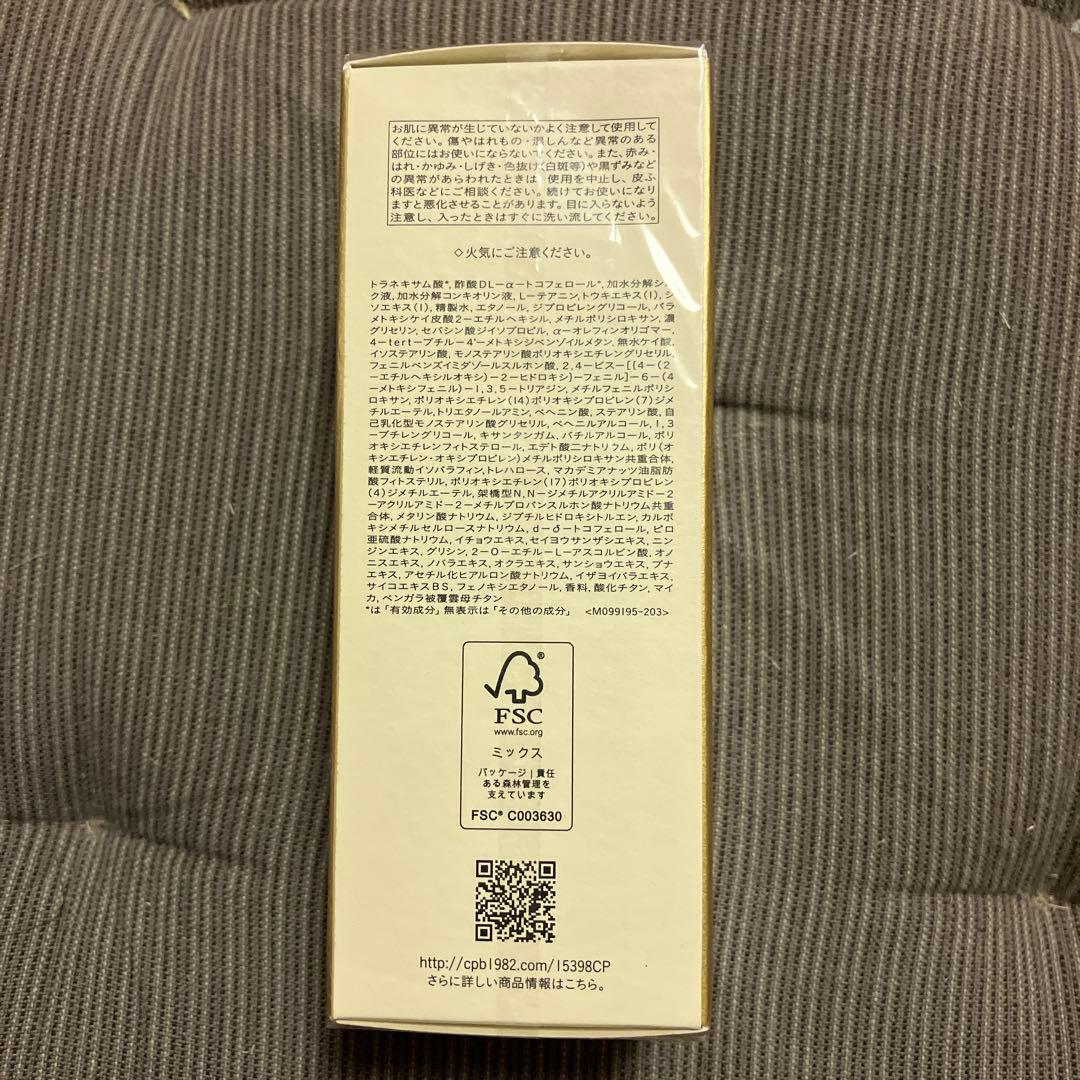 お肌に異常が生じていないかよく注意して使用して
ください。傷やはれもの・湿しんなど異常のある
部位にはお使いにならないでください。また、赤み・
はれ・かゆみ・しげき・色抜け(白斑等)や黒ずみなど
の異常があらわれたときは 使用を中止し、皮ふ
科医などにご相談ください。続けてお使いになり
ますと悪化させることがあります。目に入らないよう
注意し、入ったときはすぐに洗い流してください。
◇火気にご注意ください。
トラネキサム酸*, 酢酸DL-α-トコフェロール*, 加水分解シル
ク液, 加水分解コンキオリン液, L-テアニン, トウキエキス(1), シ
ソエキス(1), 精製水, エタノール, ジプロピレングリコール, パラ
メトキシケイ皮酸2-エチルヘキシル, メチルポリシロキサン, 濃
グリセリン, セバシン酸ジイソプロピル, α-オレフィンオリゴマー,
4-tert-ブチル-4'-メトキシジベンゾイルメタン, 無水ケイ酸,
イソステアリン酸, モノステアリン酸ポリオキシエチレングリセリル,
フェニルベンズイミダゾールスルホン酸, 2,4-ビス-[{4-(2
-エチルヘキシルオキシ)-2-ヒドロキシ}-フェニル]-6-(4
-メトキシフェニル)-1,3,5-トリアジン, メチルフェニルポリシ
ロキサン, ポリオキシエチレン(14)ポリオキシプロピレン(7)ジメ
チルエーテル, トリエタノールアミン, ベヘニン酸, ステアリン酸, 自
己乳化型モノステアリン酸グリセリル, ベヘニルアルコール, 1,3
-ブチレングリコール, キサンタンガム, バチルアルコール, ポリ
オキシエチレンフィトステロール, エデト酸二ナトリウム, ポリ(オ
キシエチレン・オキシプロピレン)メチルポリシロキサン共重合体,
軽質流動イソパラフィン, トレハロース, マカデミアナッツ油脂肪
酸フィトステリル, ポリオキシエチレン(17)ポリオキシプロピレン
(4)ジメチルエーテル, 架橋型N,N-ジメチルアクリルアミド-2
-アクリルアミド-2-メチルプロパンスルホン酸ナトリウム共重
合体, メタリン酸ナトリウム, ジブチルヒドロキシトルエン, カルボ
キシメチルセルロースナトリウム, d-δ-トコフェロール, ピロ
亜硫酸ナトリウム, イチョウエキス, セイヨウサンザシエキス, ニン
ジンエキス, グリシン, 2-O-エチル-L-アスコルビン酸, オノ
ニスエキス, ノバラエキス, オクラエキス, サンショウエキス, ブナ
エキス, アセチル化ヒアルロン酸ナトリウム, イザヨイバラエキス,
サイコエキスBS, フェノキシエタノール, 香料, 酸化チタン, マイ
カ, ベンガラ被覆雲母チタン
*は「有効成分」無表示は「その他の成分」 <M099195-203>
FSC®
www.fsc.org
ミックス
パッケージ | 責任
ある森林管理を
支えています
FSC® C003630
http://cpb1982.com/15398CP
さらに詳しい商品情報はこちら。